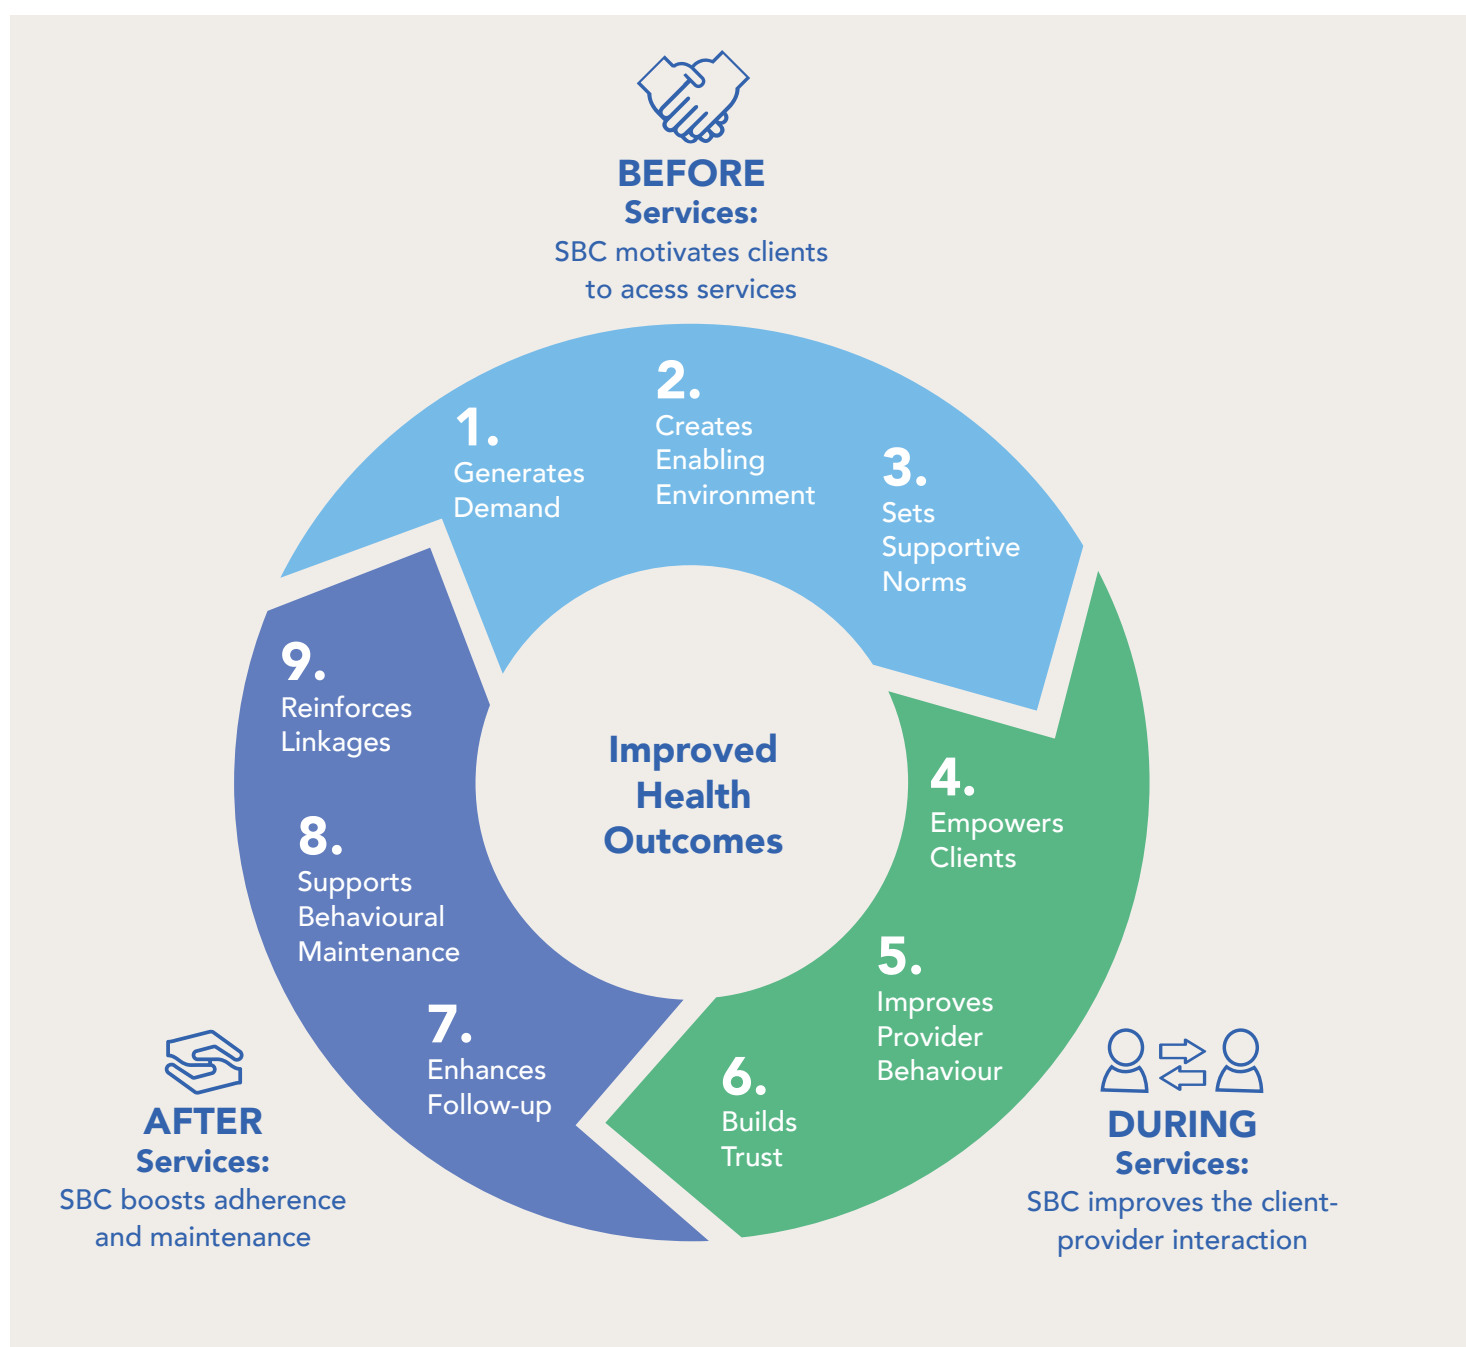 BEFORE
Services:
SBC motivates clients
to acess services
1.
Generates
Demand
2.
Creates
Enabling
Environment
3.
Sets
Supportive
Norms
4.
Empowers
Clients
5.
Improves
Provider
Behaviour
6.
Builds
Trust
7.
Enhances
Follow-up
8.
Supports
Behavioural
Maintenance
9.
Reinforces
Linkages
Improved
Health
Outcomes
DURING
Services:
SBC improves the client-
provider interaction
AFTER
Services:
SBC boosts adherence
and maintenance